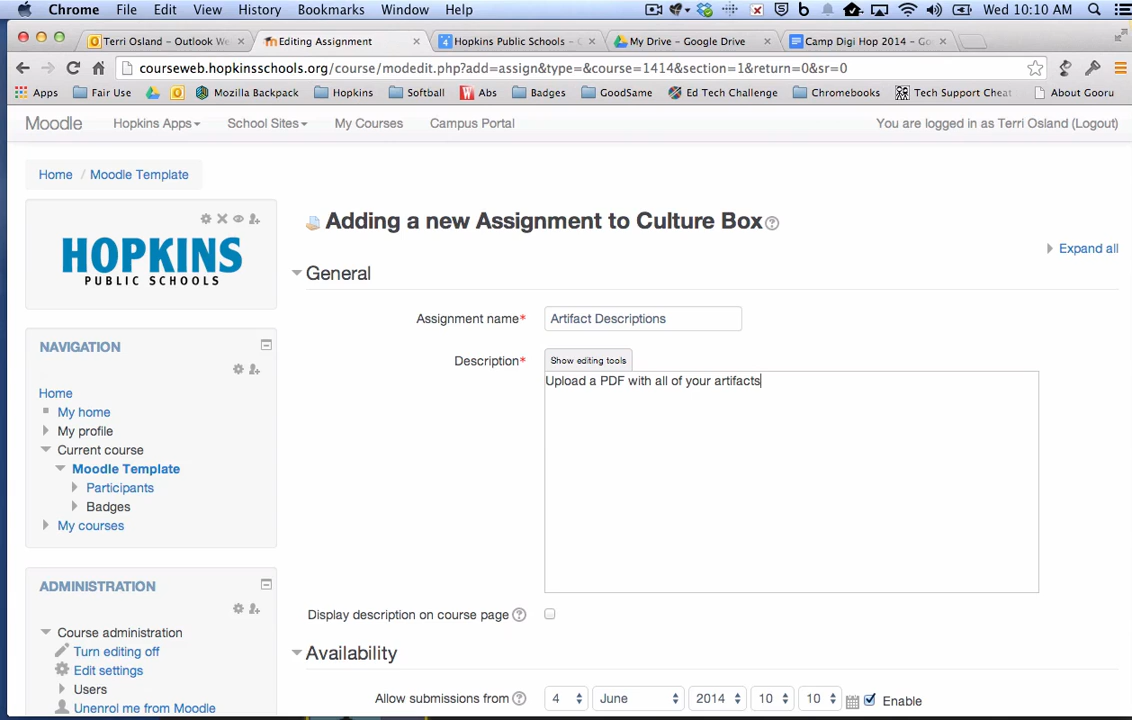 Chrome File Edit View History Bookmarks Window Help Wed 10:10 AM
Terri Osland – Outlook We Editing Assignment Hopkins Public Schools – C My Drive – Google Drive Camp Digi Hop 2014 – Goo
courseweb.hopkinsschools.org/course/modedit.php?add=assign&type=&course=1414&section=1&return=0&sr=0
Apps Fair Use Mozilla Backpack Hopkins Softball Abs Badges GoodSame Ed Tech Challenge Chromebooks Tech Support Cheat About Gooru
Moodle Hopkins Apps School Sites My Courses Campus Portal You are logged in as Terri Osland (Logout)
Home / Moodle Template
HOPKINS
PUBLIC SCHOOLS
NAVIGATION
Home
My home
My profile
Current course
Moodle Template
Participants
Badges
My courses
ADMINISTRATION
Course administration
Turn editing off
Edit settings
Users
Unenrol me from Moodle
Adding a new Assignment to Culture Box
Expand all
General
Assignment name* Artifact Descriptions
Description* Show editing tools
Upload a PDF with all of your artifacts
Display description on course page
Availability
Allow submissions from 4 June 2014 10 10 Enable